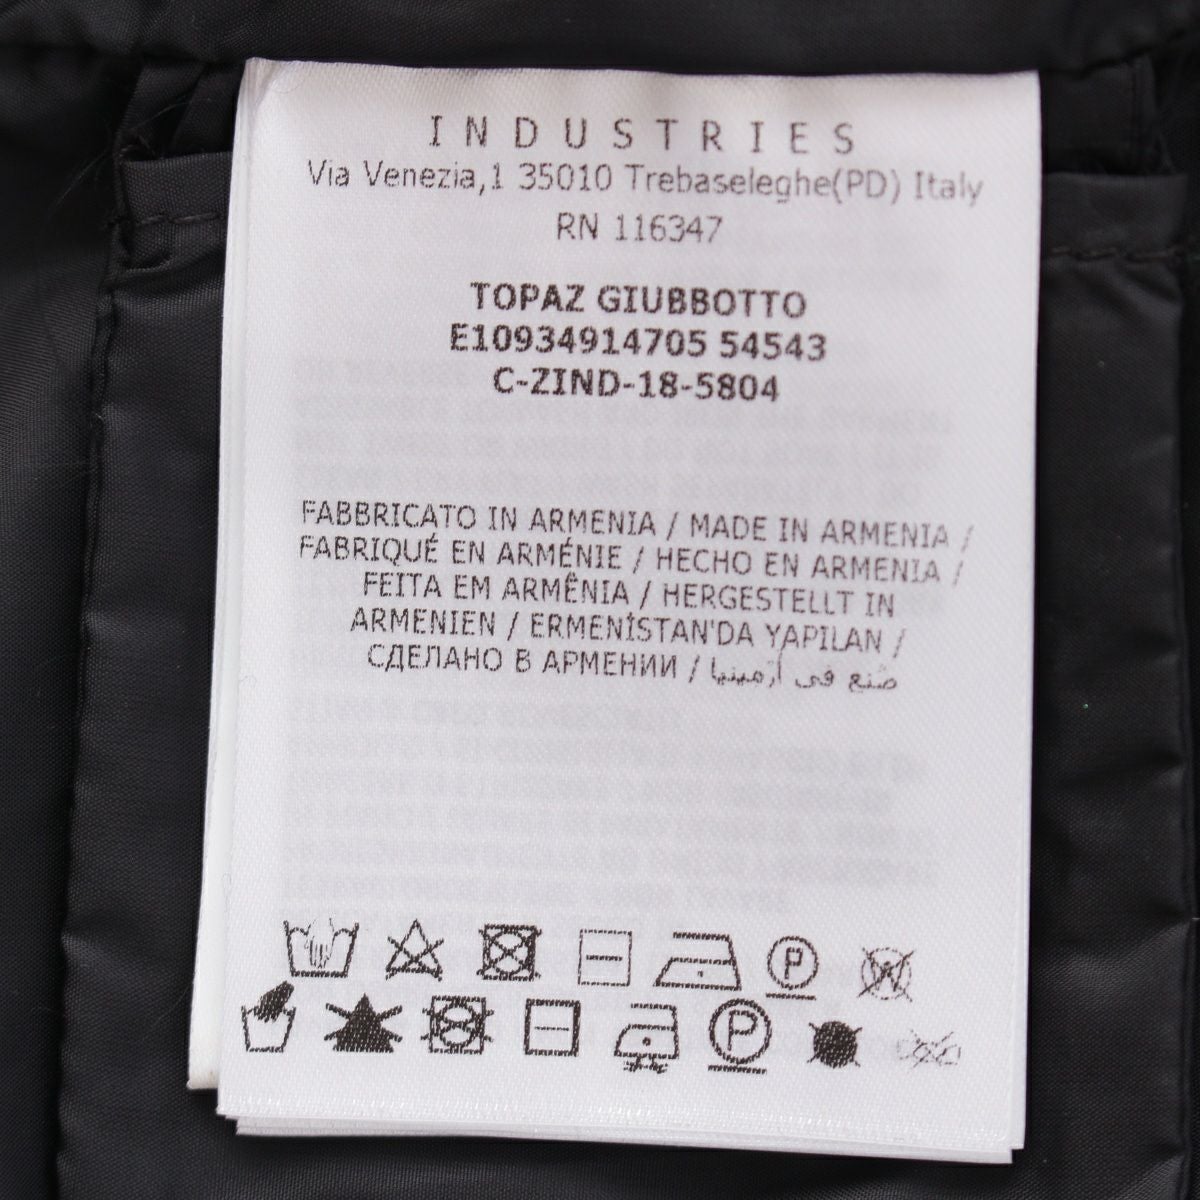 INDUSTRIES
Via Venezia,1 35010 Trebaseleghe(PD) Italy
RN 116347
TOPAZ GIUBBOTTO
E10934914705 54543
C-ZIND-18-5804
FABBRICATO IN ARMENIA / MADE IN ARMENIA /
FABRIQUÉ EN ARMÉNIE / HECHO EN ARMENIA /
FEITA EM ARMÊNIA / HERGESTELLT IN
ARMENIEN / ERMENİSTAN'DA YAPILAN /
СДЕЛАНО В АРМЕНИИ / صُنع في أرمينيا
P W
P